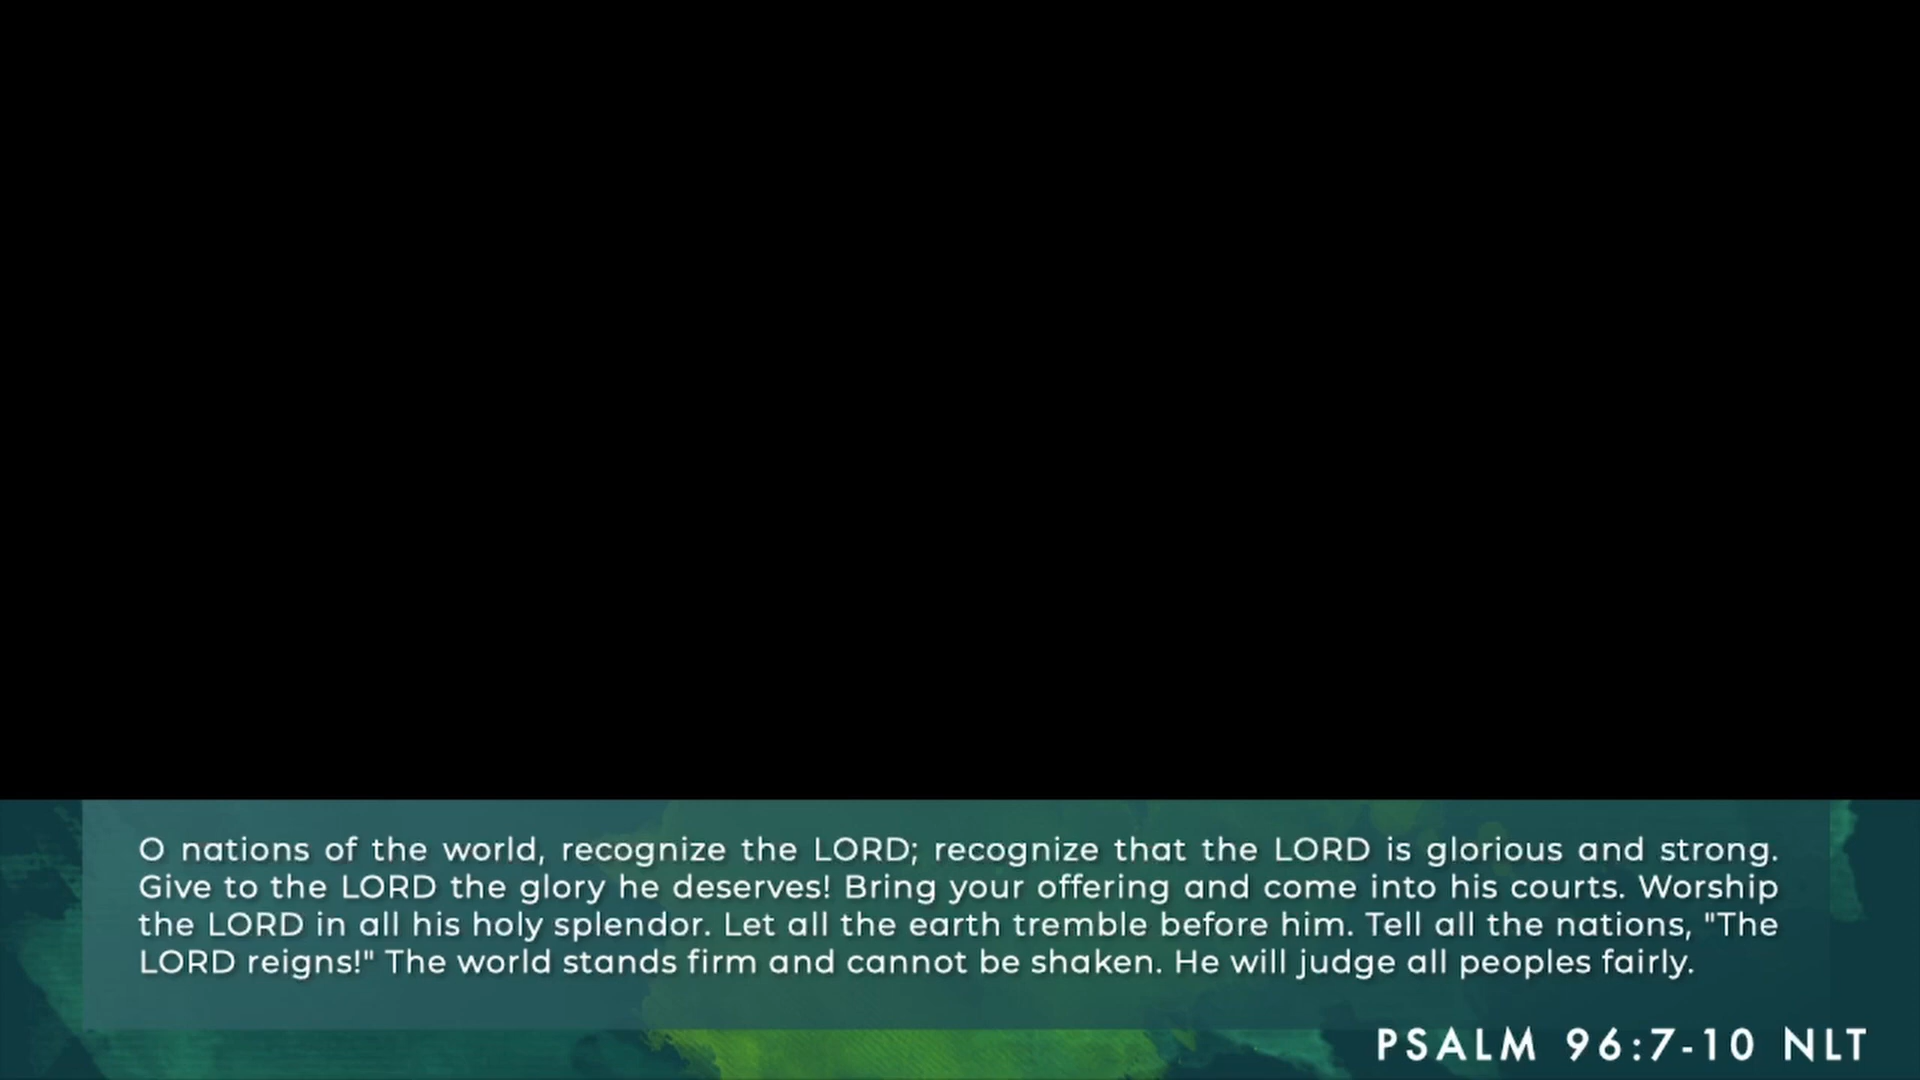 O nations of the world, recognize the LORD; recognize that the LORD is glorious and strong.
Give to the LORD the glory he deserves! Bring your offering and come into his courts. Worship
the LORD in all his holy splendor. Let all the earth tremble before him. Tell all the nations, "The
LORD reigns!" The world stands firm and cannot be shaken. He will judge all peoples fairly.
PSALM 96:7-10 NLT